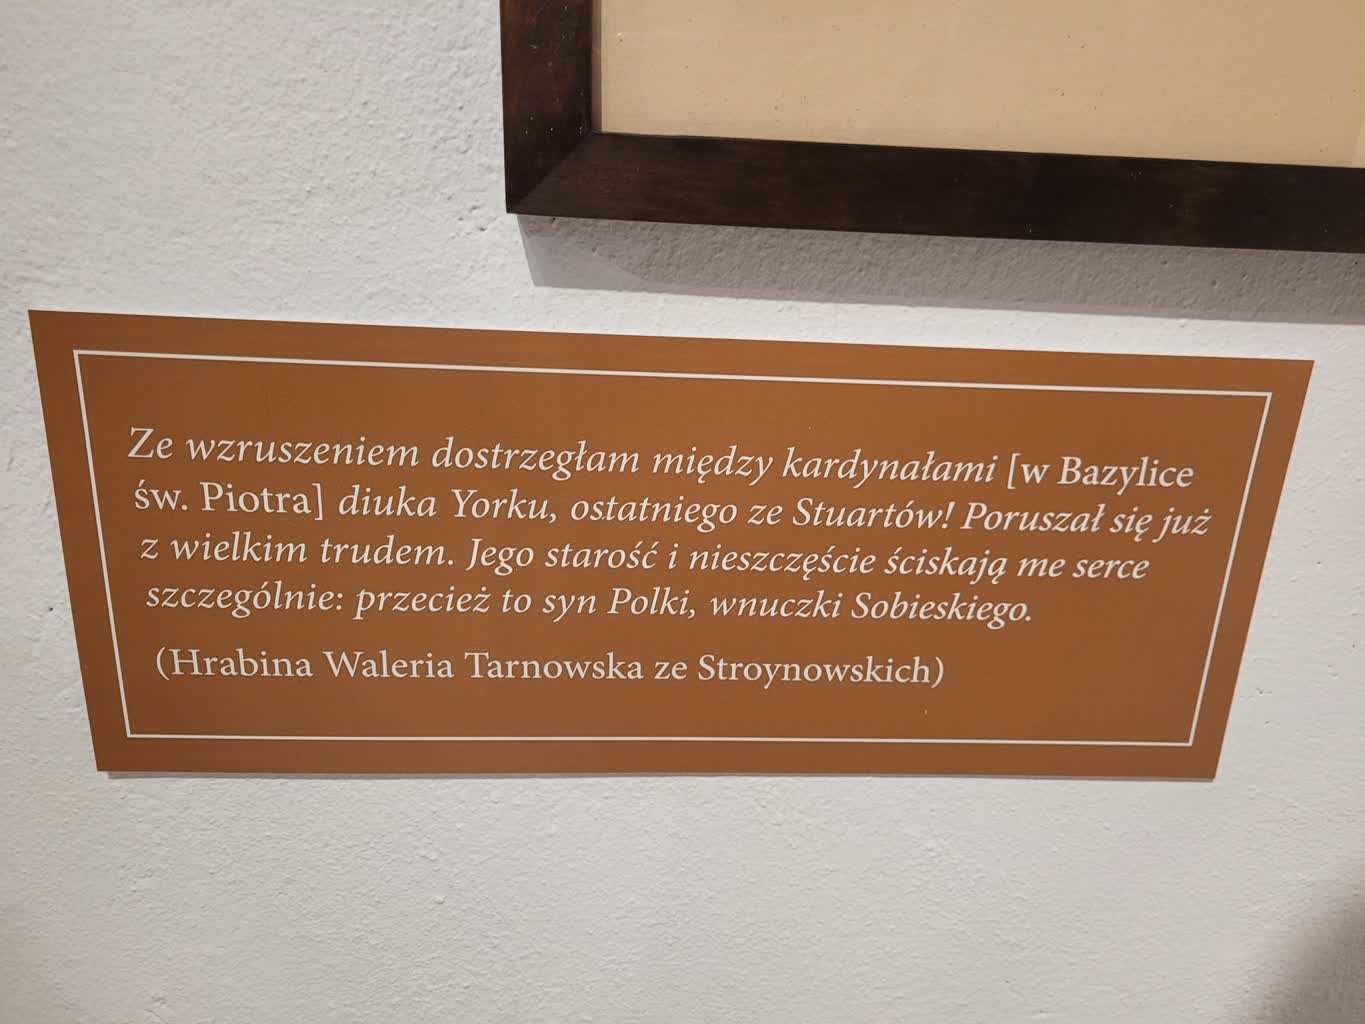 Ze wzruszeniem dostrzegłam między kardynałami [w Bazylice
św. Piotra] diuka Yorku, ostatniego ze Stuartów! Poruszał się już
z wielkim trudem. Jego starość i nieszczęście ściskają me serce
szczególnie: przecież to syn Polki, wnuczki Sobieskiego.
(Hrabina Waleria Tarnowska ze Stroynowskich)